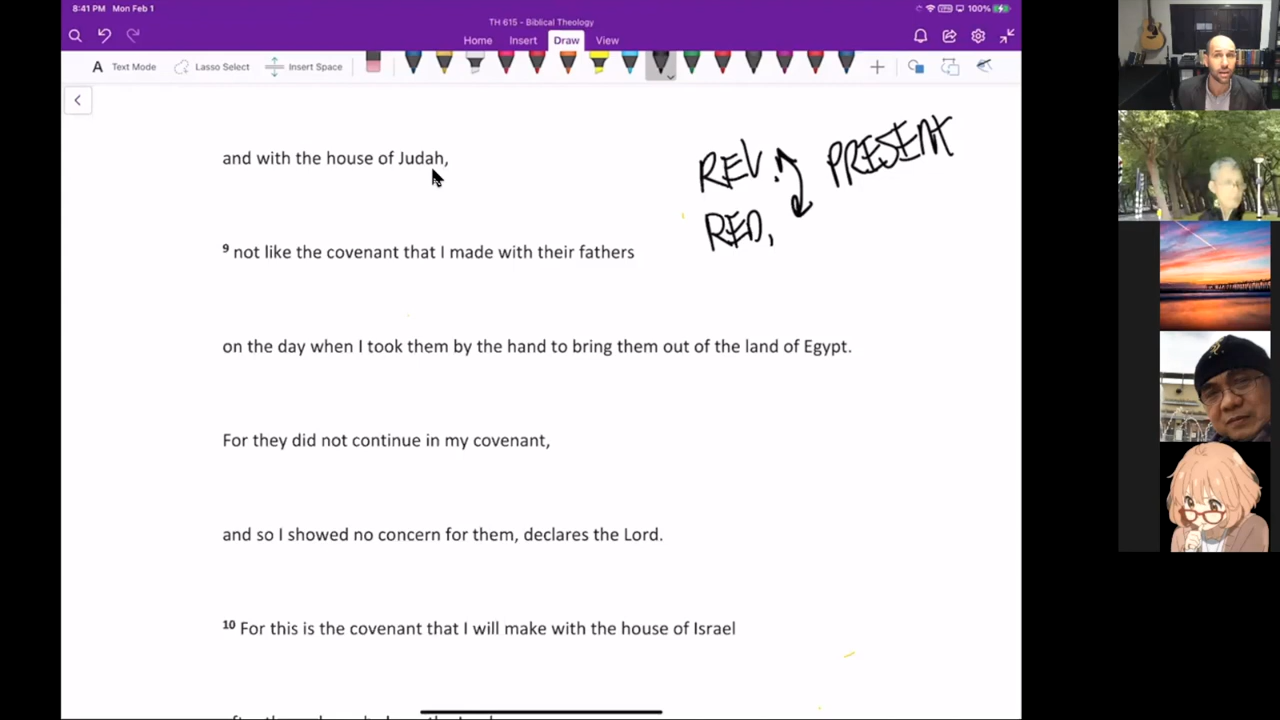 8:41 PM Mon Feb 1
100%
TH 615 - Biblical Theology
Home Insert Draw View
Text Mode Lasso Select Insert Space
and with the house of Judah,
REV. PRESENT
RED,
9 not like the covenant that I made with their fathers
on the day when I took them by the hand to bring them out of the land of Egypt.
For they did not continue in my covenant,
and so I showed no concern for them, declares the Lord.
10 For this is the covenant that I will make with the house of Israel